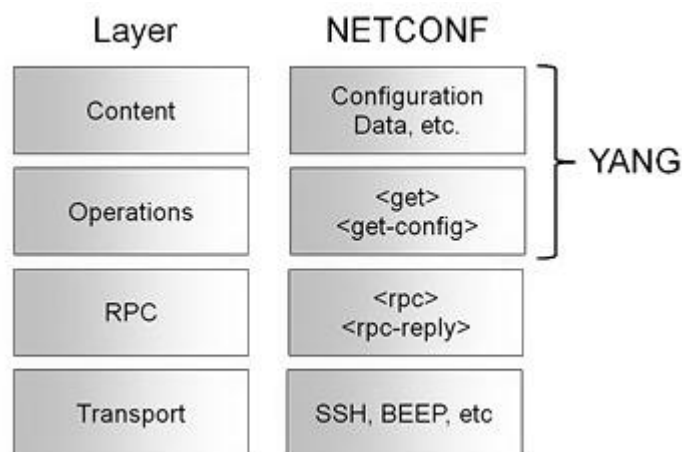 Layer NETCONF
Content
Configuration
Data, etc.
YANG
Operations
<get>
<get-config>
RPC
<rpc>
<rpc-reply>
Transport
SSH, BEEP, etc